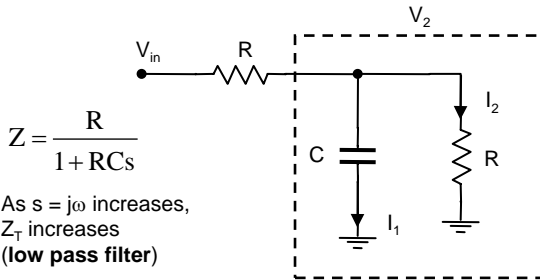 V2
Vin
R
I2
Z = R / (1 + RCs)
C
R
As s = jω increases,
ZT increases
(low pass filter)
I1